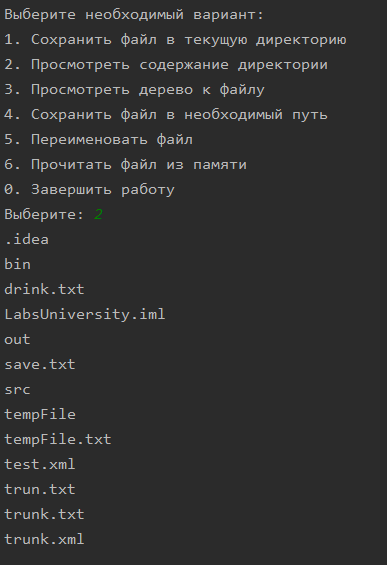 Выберите необходимый вариант:
1. Сохранить файл в текущую директорию
2. Просмотреть содержание директории
3. Просмотреть дерево к файлу
4. Сохранить файл в необходимый путь
5. Переименовать файл
6. Прочитать файл из памяти
0. Завершить работу
Выберите: 2
.idea
bin
drink.txt
LabsUniversity.iml
out
save.txt
src
tempFile
tempFile.txt
test.xml
trun.txt
trunk.txt
trunk.xml